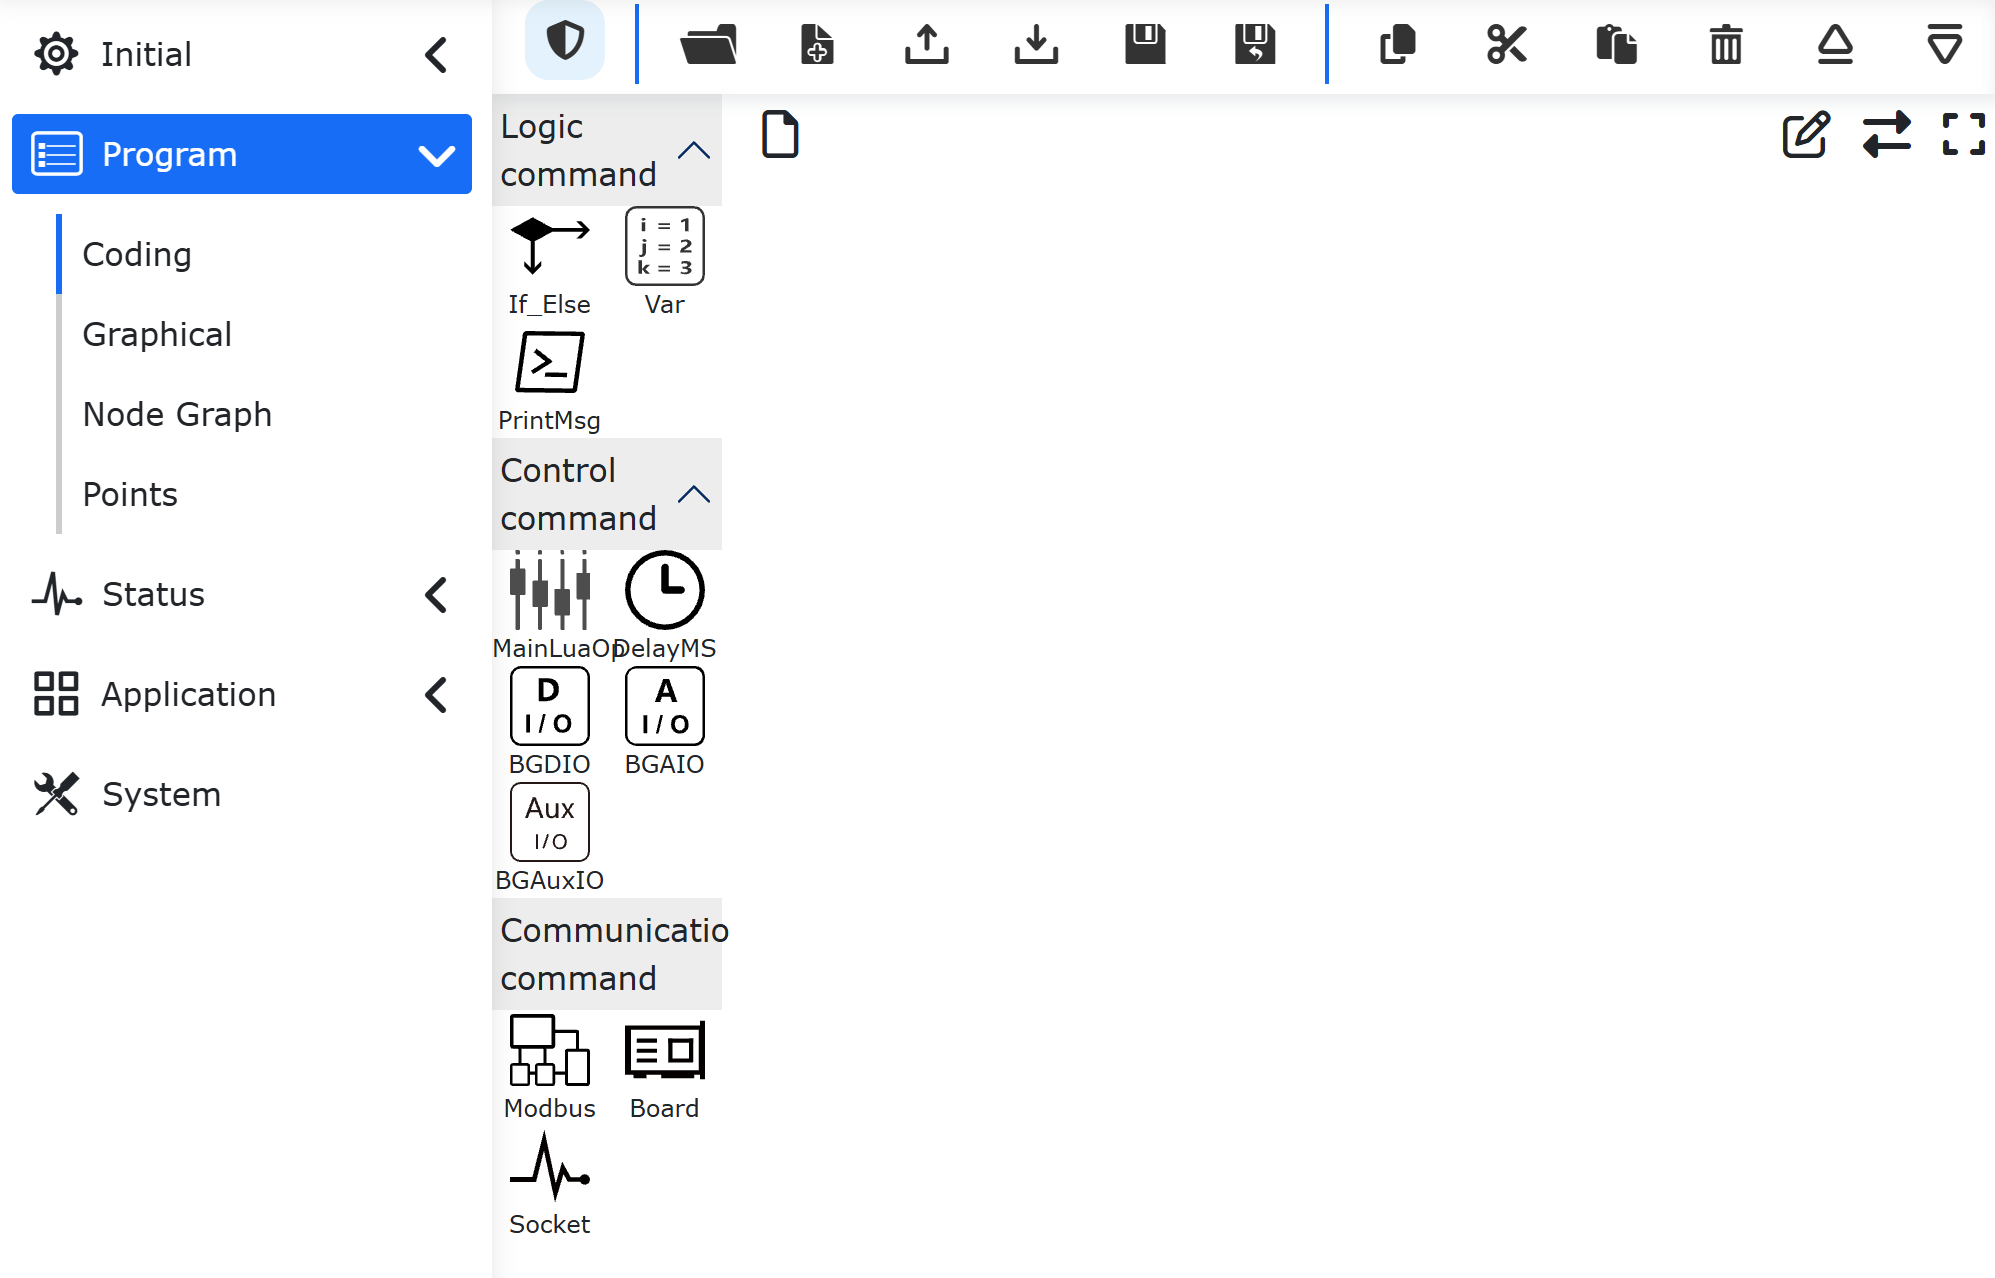 Initial
Program
Coding
Graphical
Node Graph
Points
Status
Application
System
Logic
command
i = 1
j = 2
k = 3
If_Else
Var
>_
PrintMsg
Control
command
MainLuaOp
DelayMS
D
I/O
A
I/O
BGDIO
BGAIO
Aux
I/O
BGAuxIO
Communicatio
command
Modbus
Board
Socket